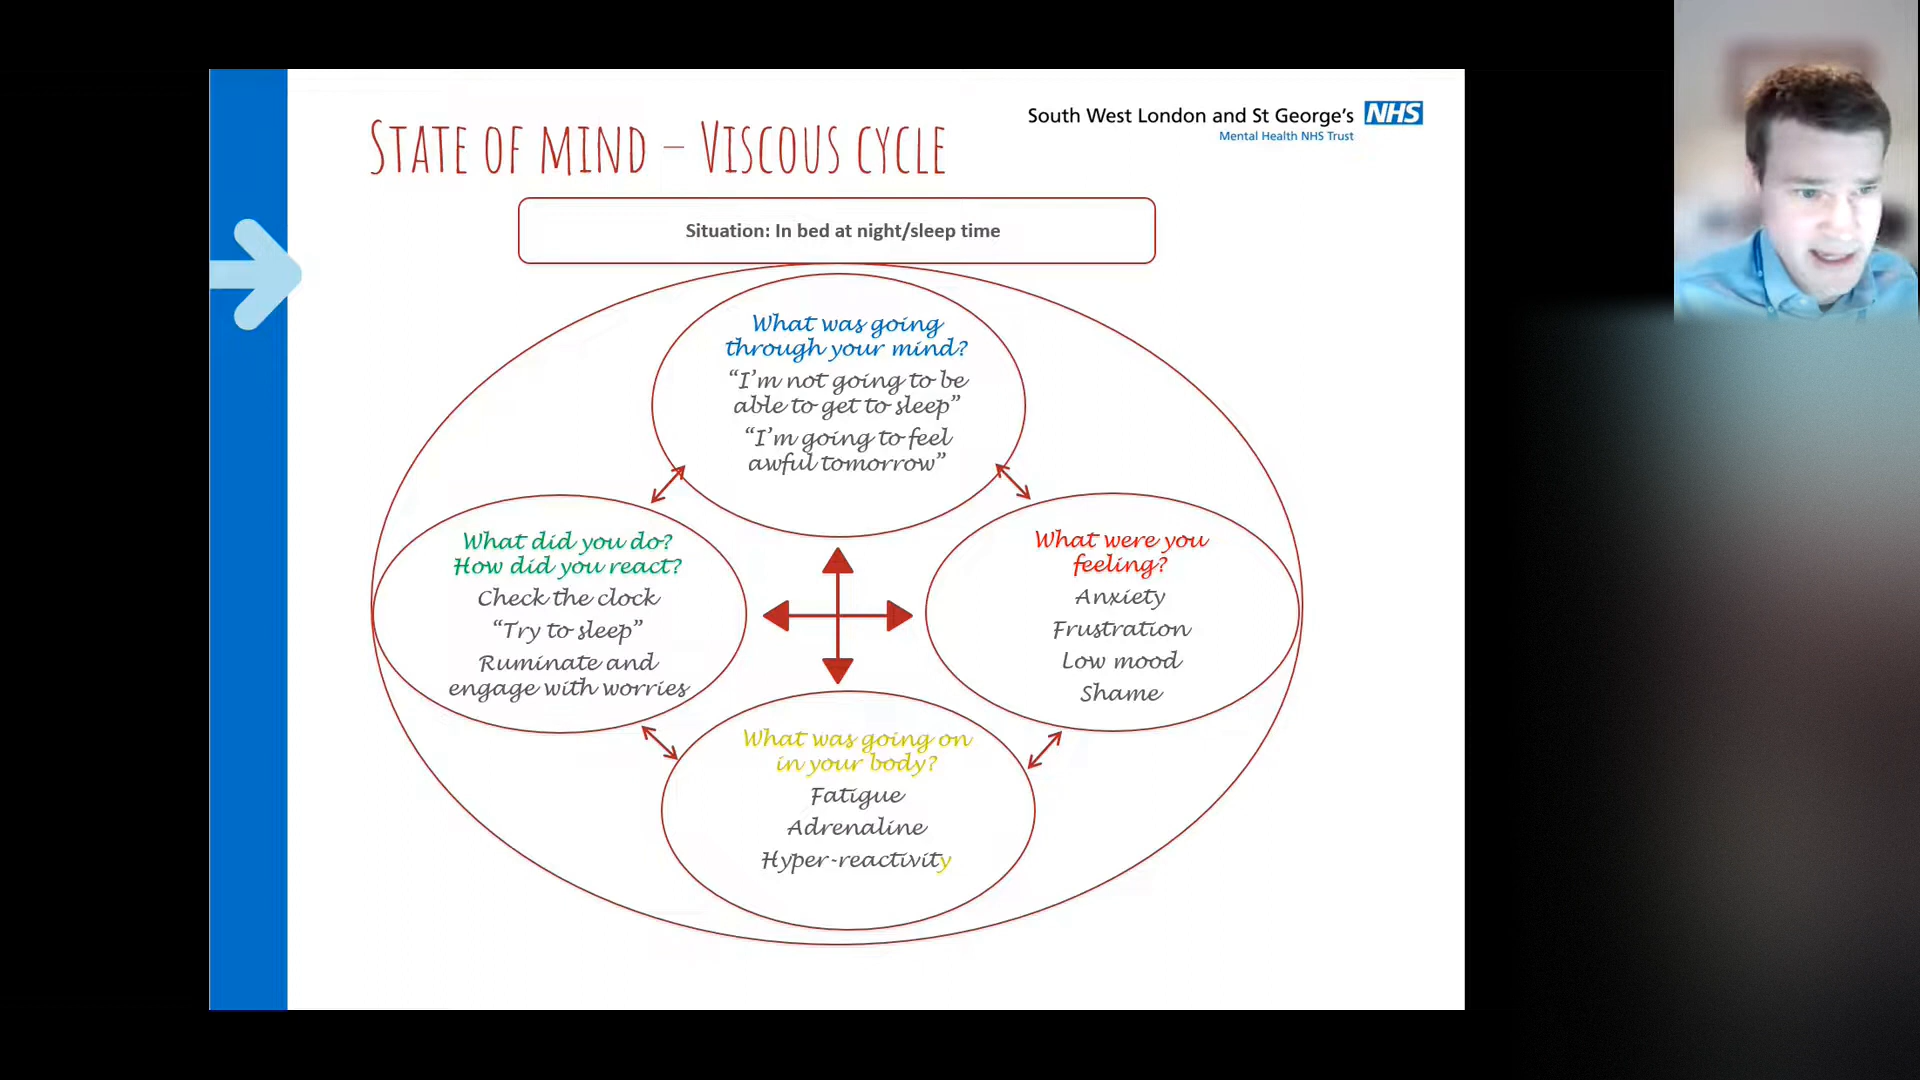 STATE OF MIND – VISCOUS CYCLE
South West London and St George's NHS
Mental Health NHS Trust
Situation: In bed at night/sleep time
What was going
through your mind?
“I’m not going to be
able to get to sleep”
“I’m going to feel
awful tomorrow”
What did you do?
How did you react?
Check the clock
“Try to sleep”
Ruminate and
engage with worries
What were you
feeling?
Anxiety
Frustration
Low mood
Shame
What was going on
in your body?
Fatigue
Adrenaline
Hyper-reactivity